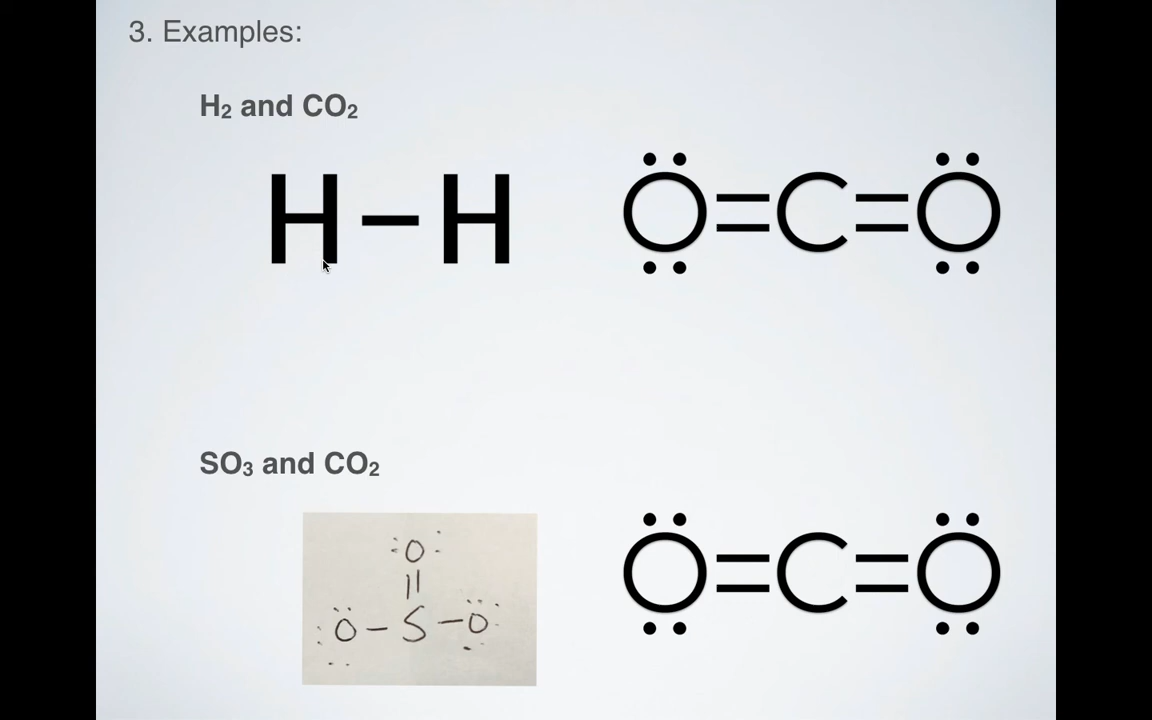 3. Examples:
H₂ and CO₂
H – H
O = C = O
SO₃ and CO₂
O
||
O – S – O
O = C = O